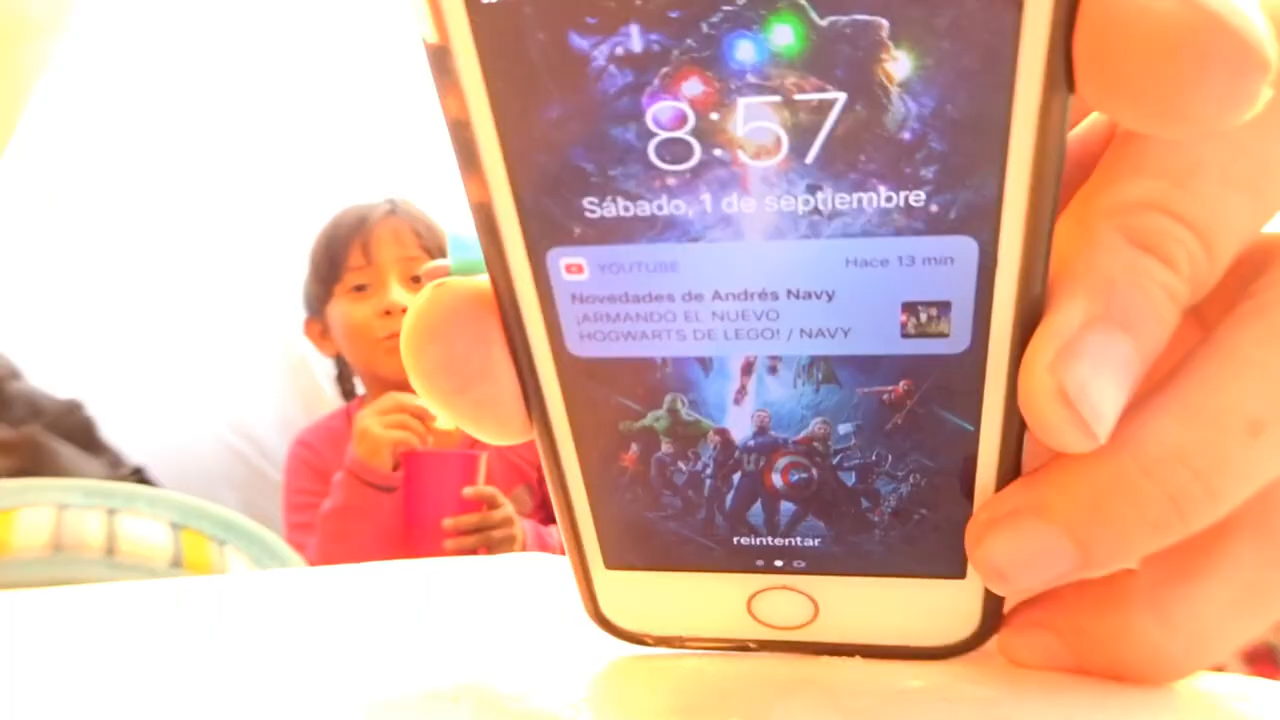 8:57
Sábado, 1 de septiembre
YOUTUBE
Hace 13 min
Novedades de Andrés Navy
¡ARMANDO EL NUEVO
HOGWARTS DE LEGO! / NAVY
reintentar